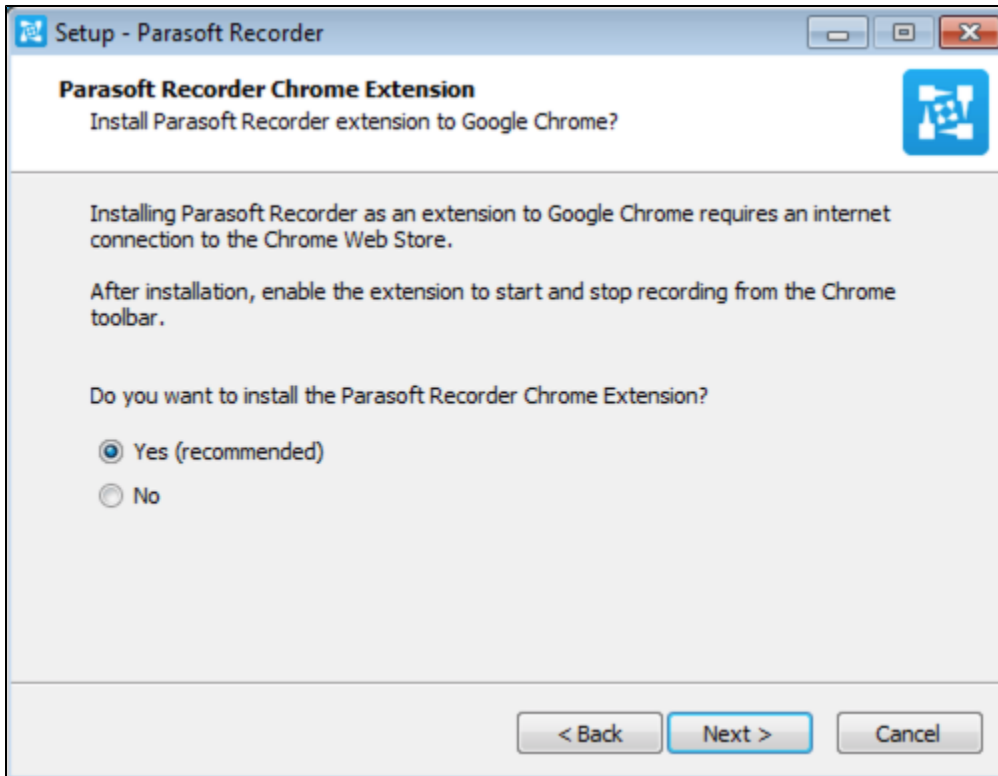 Setup - Parasoft Recorder
Parasoft Recorder Chrome Extension
Install Parasoft Recorder extension to Google Chrome?
Installing Parasoft Recorder as an extension to Google Chrome requires an internet
connection to the Chrome Web Store.
After installation, enable the extension to start and stop recording from the Chrome
toolbar.
Do you want to install the Parasoft Recorder Chrome Extension?
Yes (recommended)
No
< Back Next > Cancel